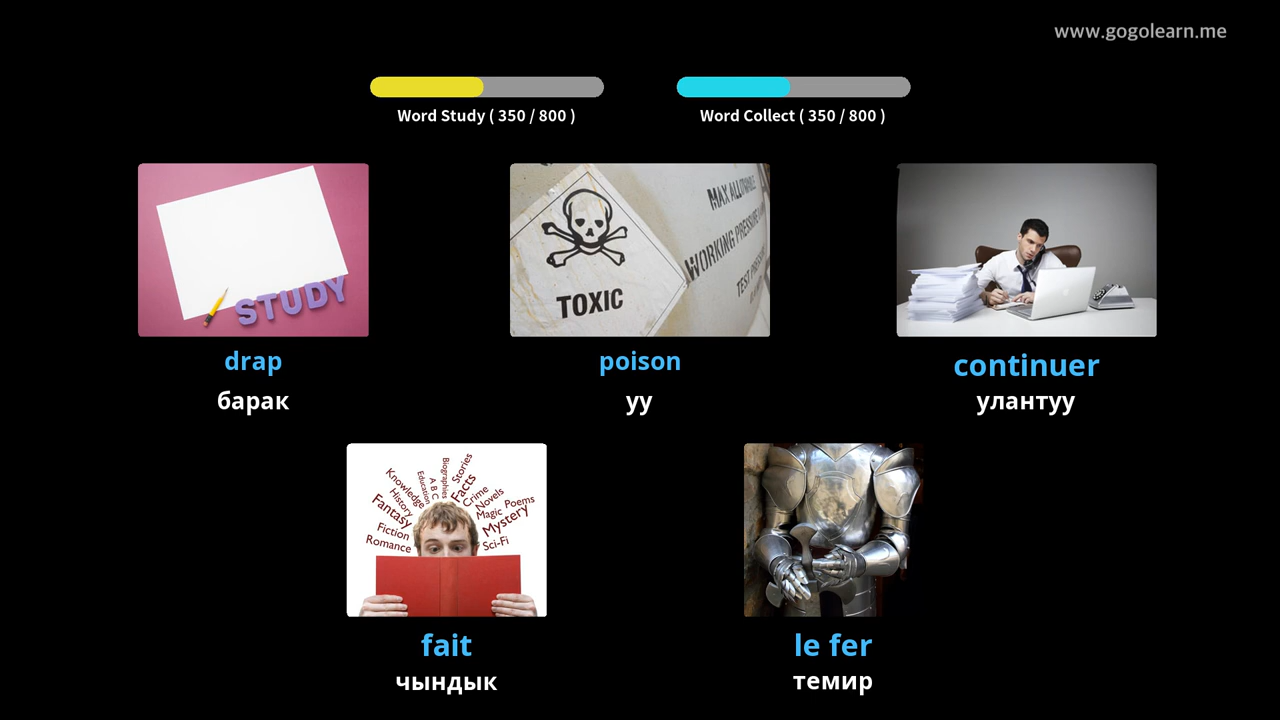 www.gogolearn.me
Word Study ( 350 / 800 )
Word Collect ( 350 / 800 )
STUDY
TOXIC
MAX ALLOWABLE
WORKING PRESSURE
drap
poison
continuer
барак
уу
улантуу
Stories
Biographies
Facts
A B C
Education
Crime
Knowledge
Novels
History
Poems
Magic
Fantasy
Mystery
Fiction
Sci-Fi
Romance
fait
le fer
чындык
темир